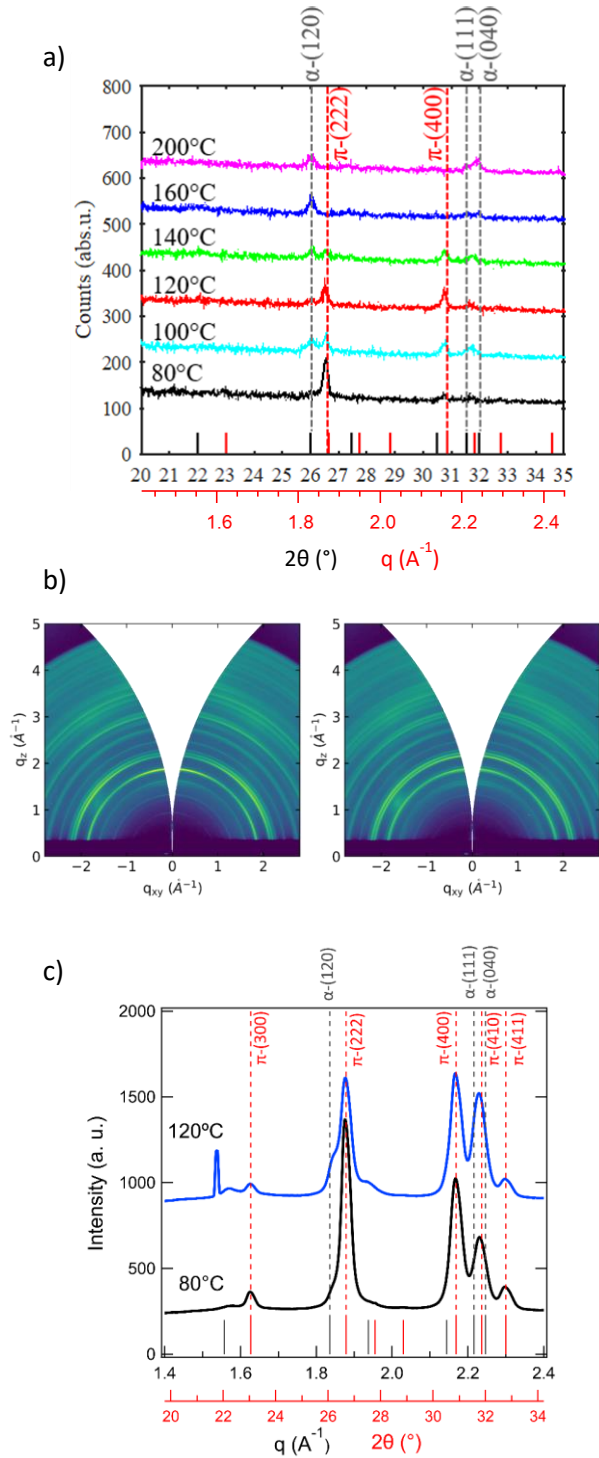 a)
α-(120)
α-(111)
α-(040)
π-(222)
π-(400)
800
700
600
500
400
300
200
100
0
Counts (abs.u.)
200°C
160°C
140°C
120°C
100°C
80°C
20 21 22 23 24 25 26 27 28 29 30 31 32 33 34 35
1.6 1.8 2.0 2.2 2.4
2θ (°) q (A⁻¹)
b)
5
4
3
2
1
0
q_z (Å⁻¹)
−2 −1 0 1 2
q_xy (Å⁻¹)
5
4
3
2
1
0
q_z (Å⁻¹)
−2 −1 0 1 2
q_xy (Å⁻¹)
c)
α-(120)
α-(111)
α-(040)
π-(300)
π-(222)
π-(400)
π-(410)
π-(411)
2000
1500
1000
500
0
Intensity (a. u.)
120ºC
80°C
1.4 1.6 1.8 2.0 2.2 2.4
20 22 24 26 28 30 32 34
q (A⁻¹) 2θ (°)